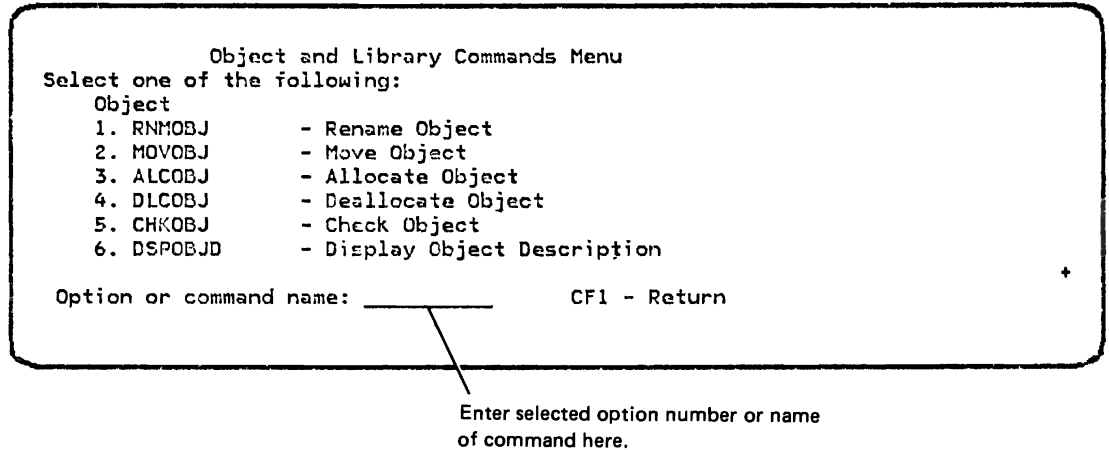 Object and Library Commands Menu
Select one of the following:
Object
1. RNMOBJ - Rename Object
2. MOVOBJ - Move Object
3. ALCOBJ - Allocate Object
4. DLCOBJ - Deallocate Object
5. CHKOBJ - Check Object
6. DSPOBJD - Display Object Description
+
Option or command name: __________ CF1 - Return
Enter selected option number or name
of command here.